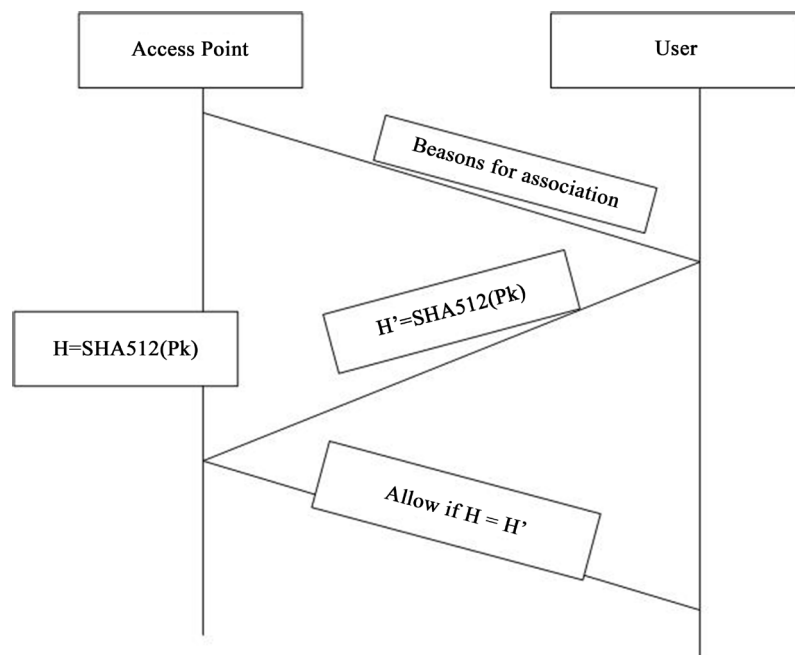 Access Point
User
Beasons for association
H’=SHA512(Pk)
H=SHA512(Pk)
Allow if H = H’